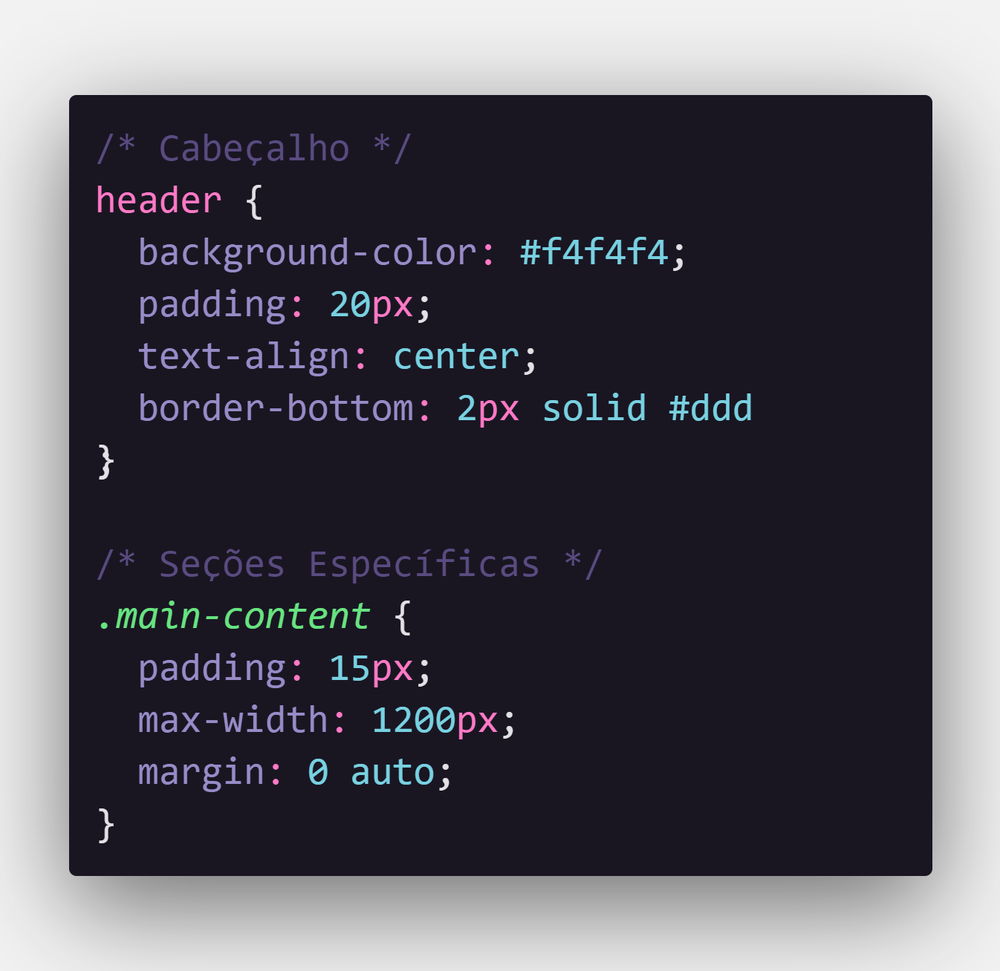 /* Cabeçalho */
header {
  background-color: #f4f4f4;
  padding: 20px;
  text-align: center;
  border-bottom: 2px solid #ddd
}

/* Seções Específicas */
.main-content {
  padding: 15px;
  max-width: 1200px;
  margin: 0 auto;
}